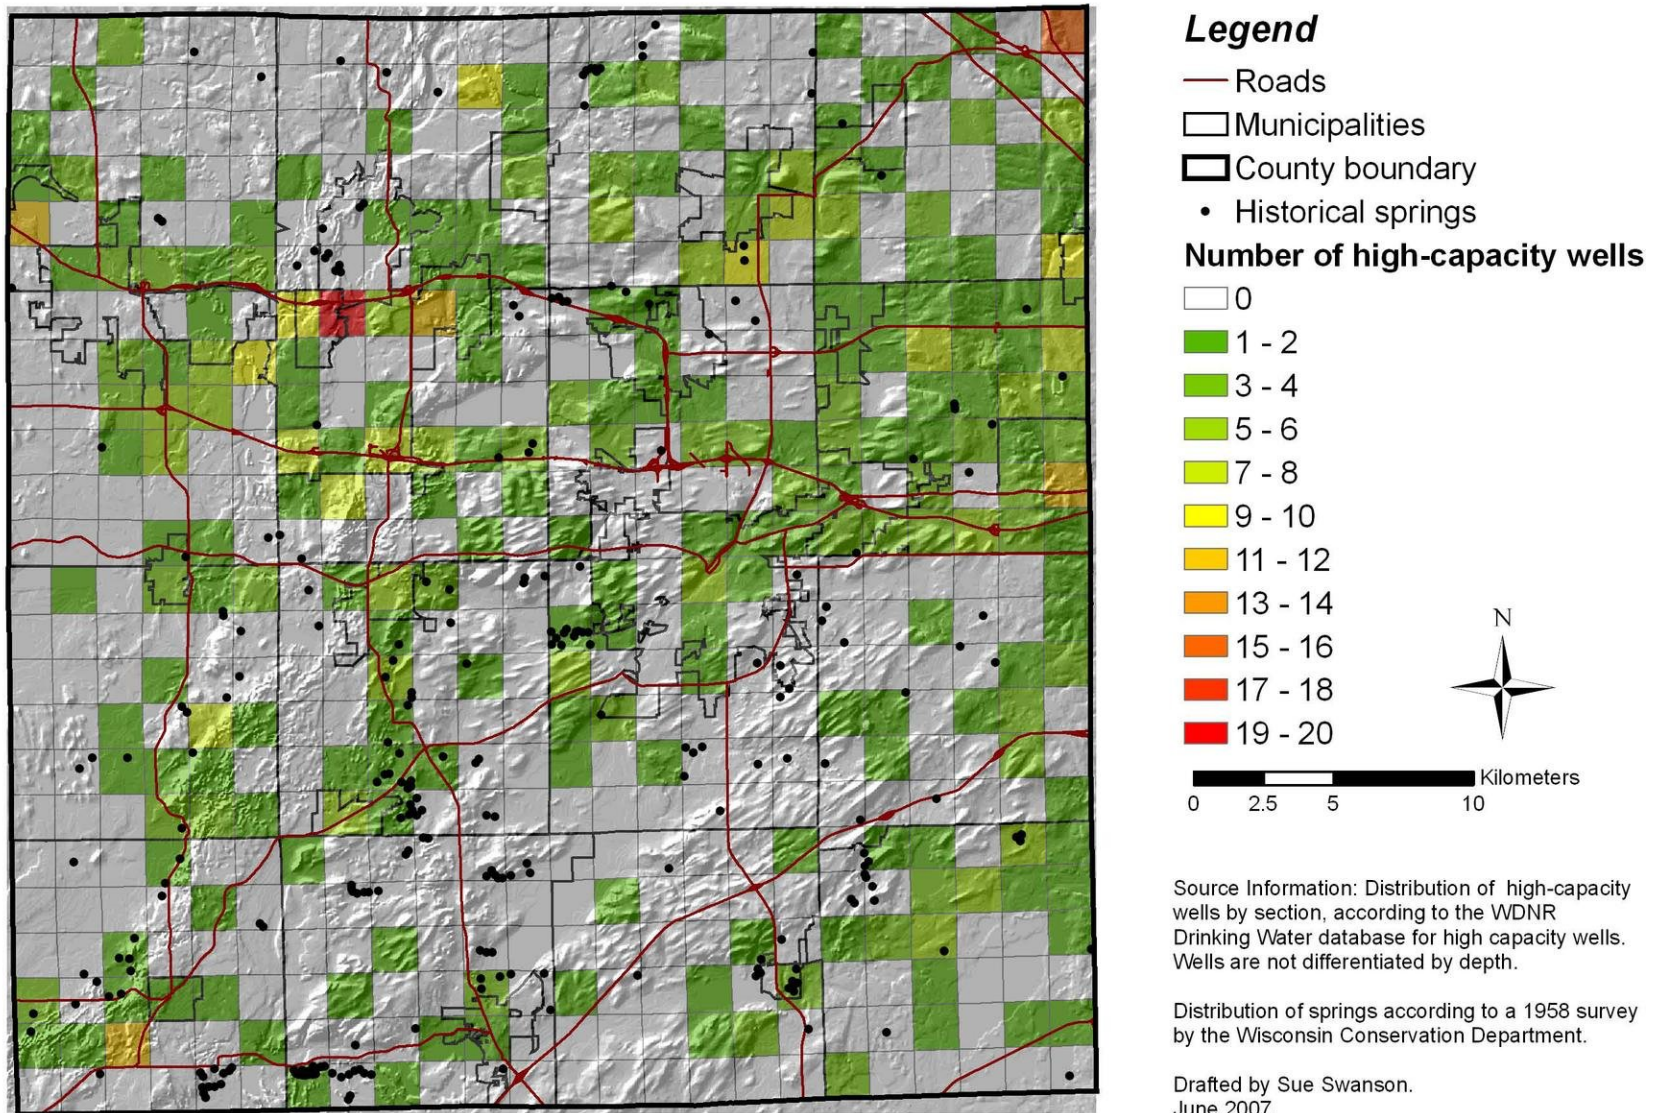 Legend
Roads
Municipalities
County boundary
Historical springs
Number of high-capacity wells
0
1 - 2
3 - 4
5 - 6
7 - 8
9 - 10
11 - 12
13 - 14
15 - 16
17 - 18
19 - 20
N
Kilometers
0 2.5 5 10
Source Information: Distribution of high-capacity
wells by section, according to the WDNR
Drinking Water database for high capacity wells.
Wells are not differentiated by depth.
Distribution of springs according to a 1958 survey
by the Wisconsin Conservation Department.
Drafted by Sue Swanson.
June 2007